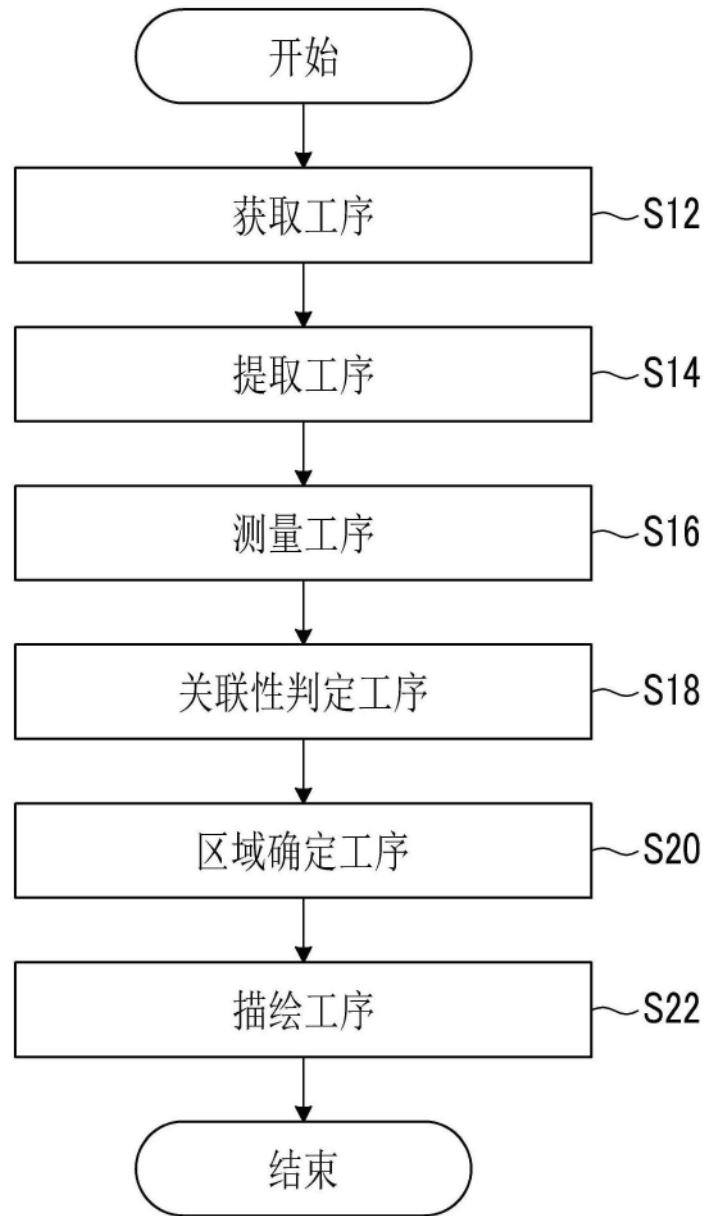 开始
获取工序 S12
提取工序 S14
测量工序 S16
关联性判定工序 S18
区域确定工序 S20
描绘工序 S22
结束